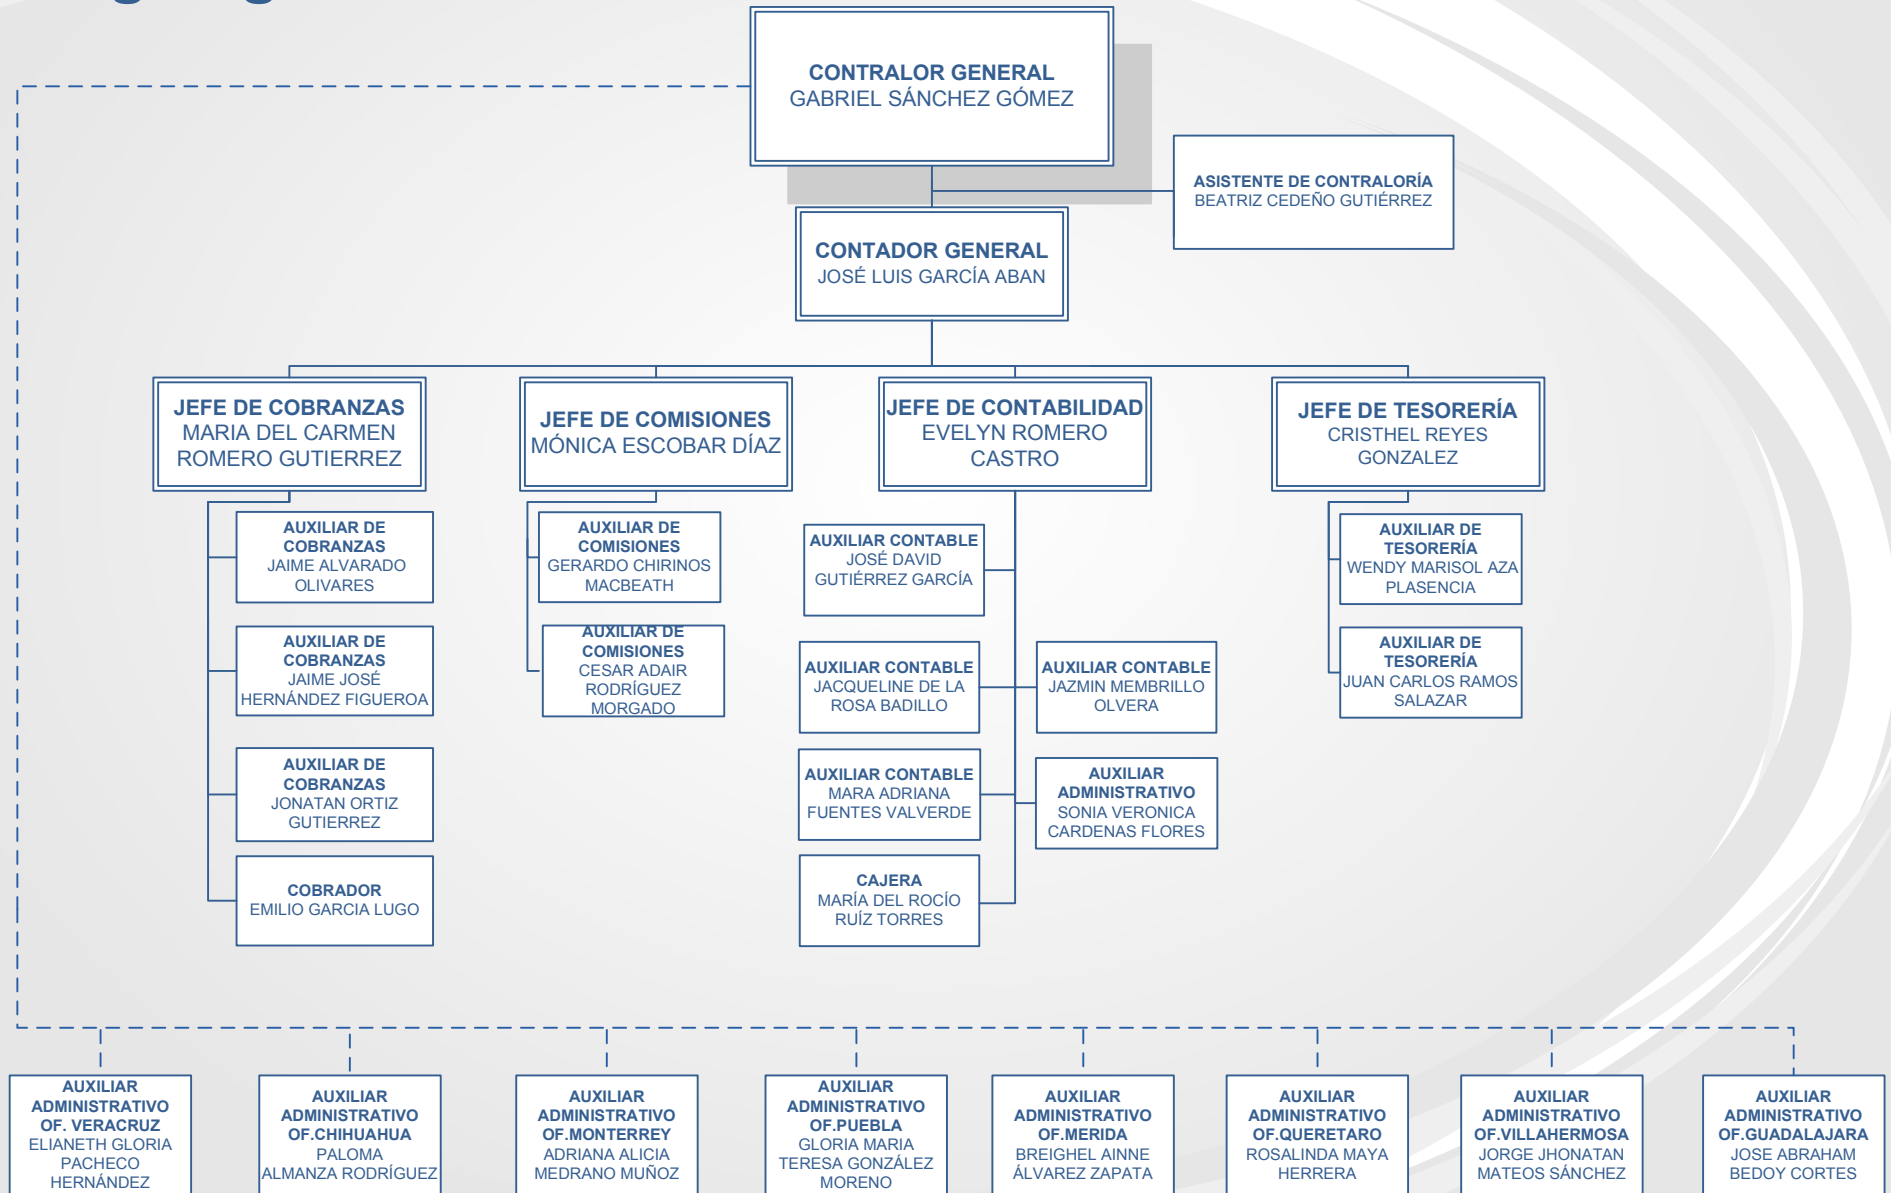 CONTRALOR GENERAL
GABRIEL SÁNCHEZ GÓMEZ
ASISTENTE DE CONTRALORÍA
BEATRIZ CEDEÑO GUTIÉRREZ
CONTADOR GENERAL
JOSÉ LUIS GARCÍA ABAN
JEFE DE COBRANZAS
MARIA DEL CARMEN
ROMERO GUTIERREZ
JEFE DE COMISIONES
MÓNICA ESCOBAR DÍAZ
JEFE DE CONTABILIDAD
EVELYN ROMERO
CASTRO
JEFE DE TESORERÍA
CRISTHEL REYES
GONZALEZ
AUXILIAR DE
COBRANZAS
JAIME ALVARADO
OLIVARES
AUXILIAR DE
COBRANZAS
JAIME JOSÉ
HERNÁNDEZ FIGUEROA
AUXILIAR DE
COBRANZAS
JONATAN ORTIZ
GUTIERREZ
COBRADOR
EMILIO GARCIA LUGO
AUXILIAR DE
COMISIONES
GERARDO CHIRINOS
MACBEATH
AUXILIAR DE
COMISIONES
CESAR ADAIR
RODRÍGUEZ
MORGADO
AUXILIAR CONTABLE
JOSÉ DAVID
GUTIÉRREZ GARCÍA
AUXILIAR CONTABLE
JACQUELINE DE LA
ROSA BADILLO
AUXILIAR CONTABLE
JAZMIN MEMBRILLO
OLVERA
AUXILIAR CONTABLE
MARA ADRIANA
FUENTES VALVERDE
AUXILIAR
ADMINISTRATIVO
SONIA VERONICA
CARDENAS FLORES
CAJERA
MARÍA DEL ROCÍO
RUÍZ TORRES
AUXILIAR DE
TESORERÍA
WENDY MARISOL AZA
PLASENCIA
AUXILIAR DE
TESORERÍA
JUAN CARLOS RAMOS
SALAZAR
AUXILIAR
ADMINISTRATIVO
OF. VERACRUZ
ELIANETH GLORIA
PACHECO
HERNÁNDEZ
AUXILIAR
ADMINISTRATIVO
OF.CHIHUAHUA
PALOMA
ALMANZA RODRÍGUEZ
AUXILIAR
ADMINISTRATIVO
OF.MONTERREY
ADRIANA ALICIA
MEDRANO MUÑOZ
AUXILIAR
ADMINISTRATIVO
OF.PUEBLA
GLORIA MARIA
TERESA GONZÁLEZ
MORENO
AUXILIAR
ADMINISTRATIVO
OF.MERIDA
BREIGHEL AINNE
ÁLVAREZ ZAPATA
AUXILIAR
ADMINISTRATIVO
OF.QUERETARO
ROSALINDA MAYA
HERRERA
AUXILIAR
ADMINISTRATIVO
OF.VILLAHERMOSA
JORGE JHONATAN
MATEOS SÁNCHEZ
AUXILIAR
ADMINISTRATIVO
OF.GUADALAJARA
JOSE ABRAHAM
BEDOY CORTES